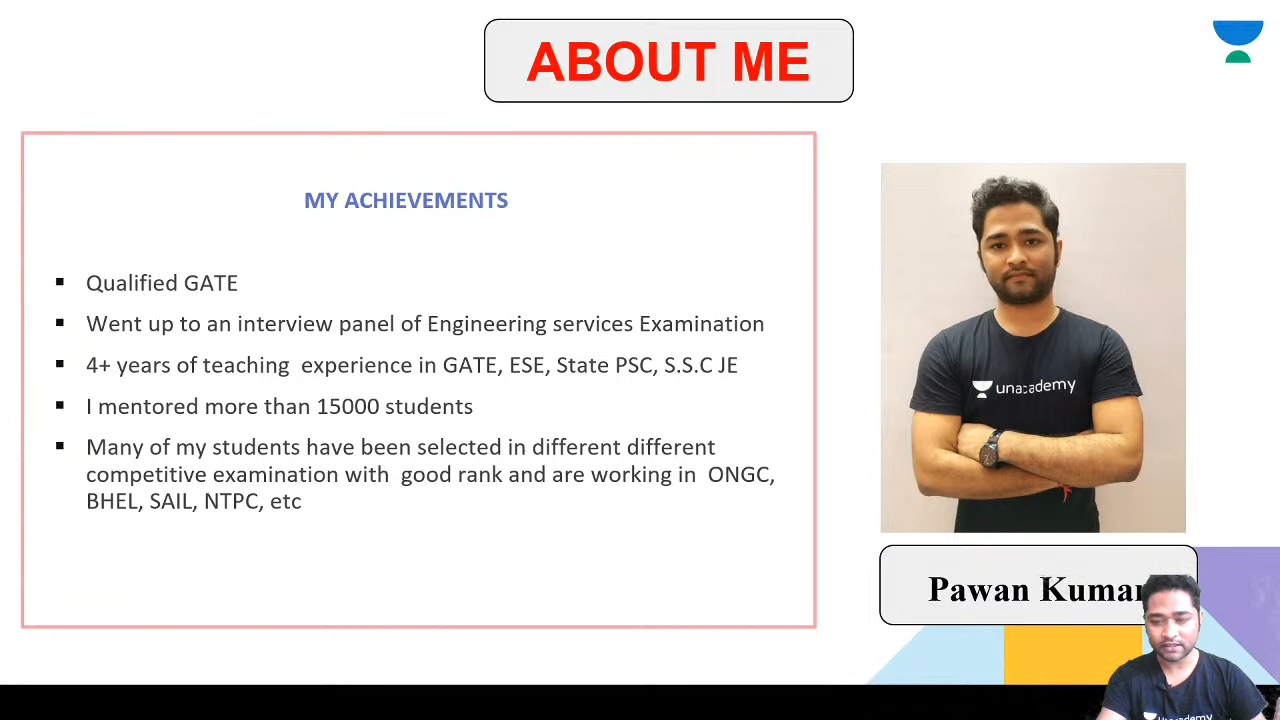 ABOUT ME
MY ACHIEVEMENTS
Qualified GATE
Went up to an interview panel of Engineering services Examination
4+ years of teaching experience in GATE, ESE, State PSC, S.S.C JE
I mentored more than 15000 students
Many of my students have been selected in different different
competitive examination with good rank and are working in ONGC,
BHEL, SAIL, NTPC, etc
unacademy
Pawan Kumar
unacademy